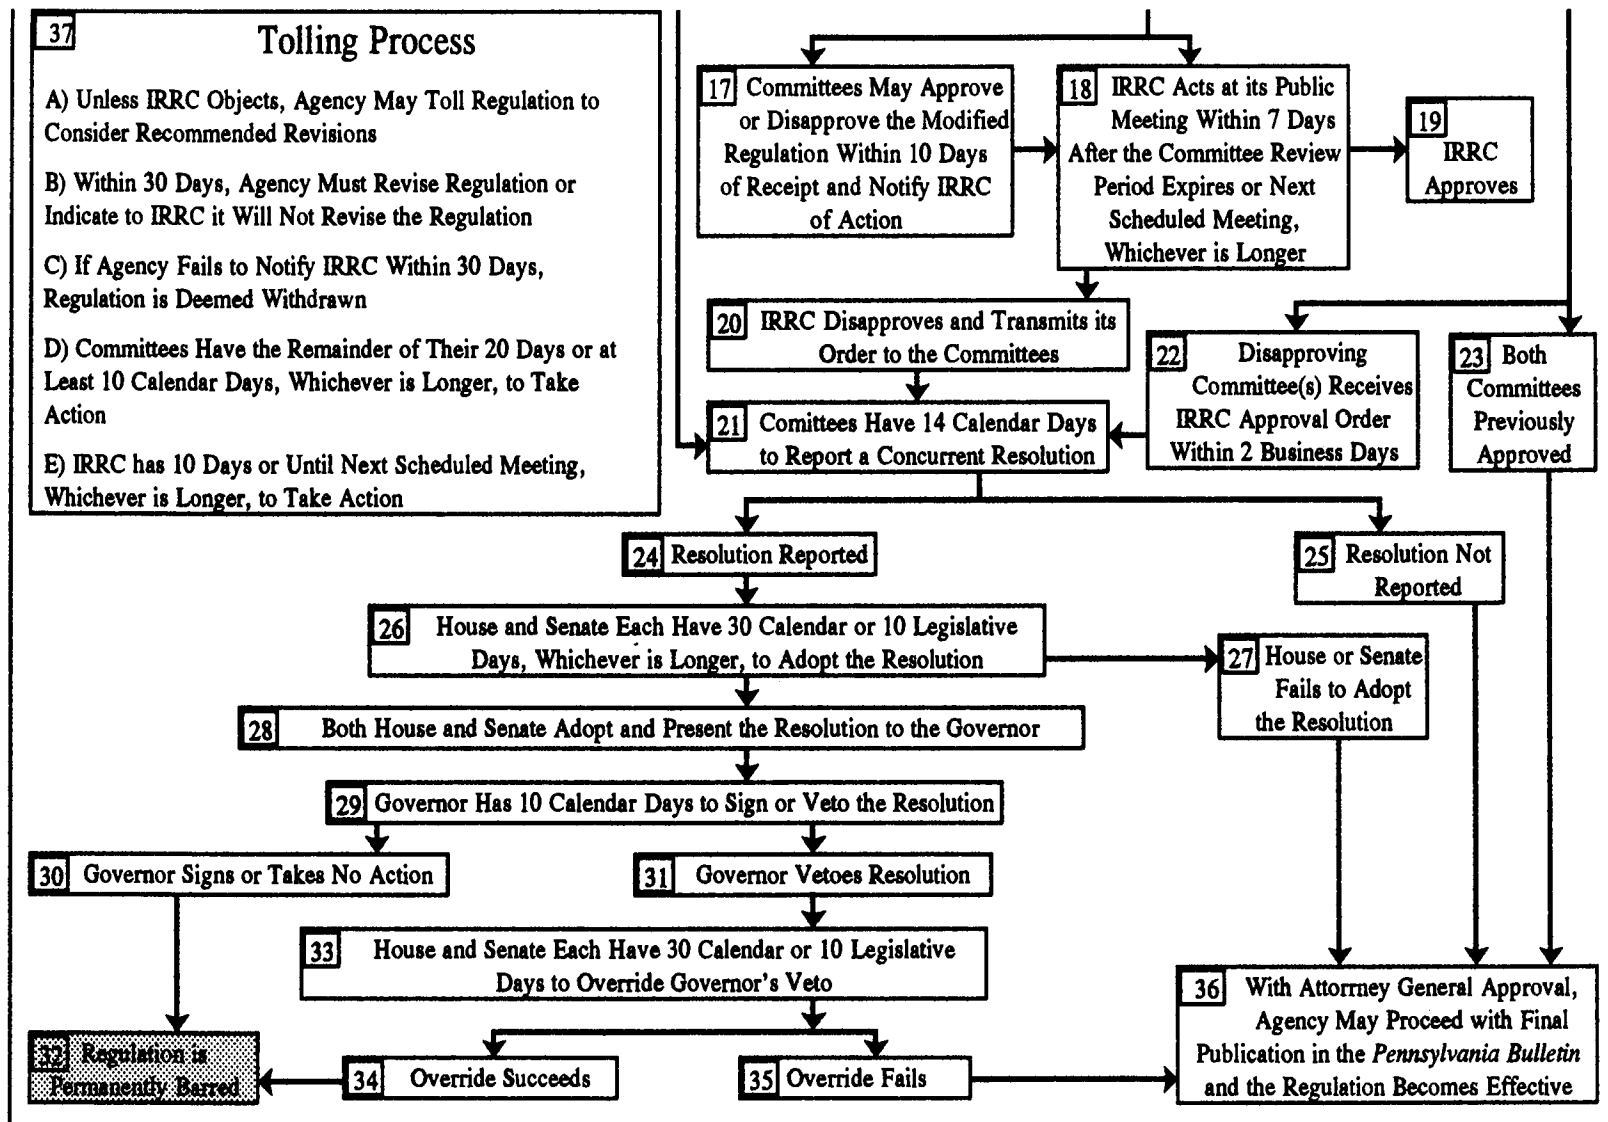 37
Tolling Process
A) Unless IRRC Objects, Agency May Toll Regulation to
Consider Recommended Revisions
B) Within 30 Days, Agency Must Revise Regulation or
Indicate to IRRC it Will Not Revise the Regulation
C) If Agency Fails to Notify IRRC Within 30 Days,
Regulation is Deemed Withdrawn
D) Committees Have the Remainder of Their 20 Days or at
Least 10 Calendar Days, Whichever is Longer, to Take
Action
E) IRRC has 10 Days or Until Next Scheduled Meeting,
Whichever is Longer, to Take Action
17 Committees May Approve
or Disapprove the Modified
Regulation Within 10 Days
of Receipt and Notify IRRC
of Action
18 IRRC Acts at its Public
Meeting Within 7 Days
After the Committee Review
Period Expires or Next
Scheduled Meeting,
Whichever is Longer
19
IRRC
Approves
20 IRRC Disapproves and Transmits its
Order to the Committees
21 Comittees Have 14 Calendar Days
to Report a Concurrent Resolution
22 Disapproving
Committee(s) Receives
IRRC Approval Order
Within 2 Business Days
23 Both
Committees
Previously
Approved
24 Resolution Reported
25 Resolution Not
Reported
26 House and Senate Each Have 30 Calendar or 10 Legislative
Days, Whichever is Longer, to Adopt the Resolution
27 House or Senate
Fails to Adopt
the Resolution
28 Both House and Senate Adopt and Present the Resolution to the Governor
29 Governor Has 10 Calendar Days to Sign or Veto the Resolution
30 Governor Signs or Takes No Action
31 Governor Vetoes Resolution
33 House and Senate Each Have 30 Calendar or 10 Legislative
Days to Override Governor's Veto
32 Regulation is
Permanently Barred
34 Override Succeeds
35 Override Fails
36 With Attorrney General Approval,
Agency May Proceed with Final
Publication in the Pennsylvania Bulletin
and the Regulation Becomes Effective